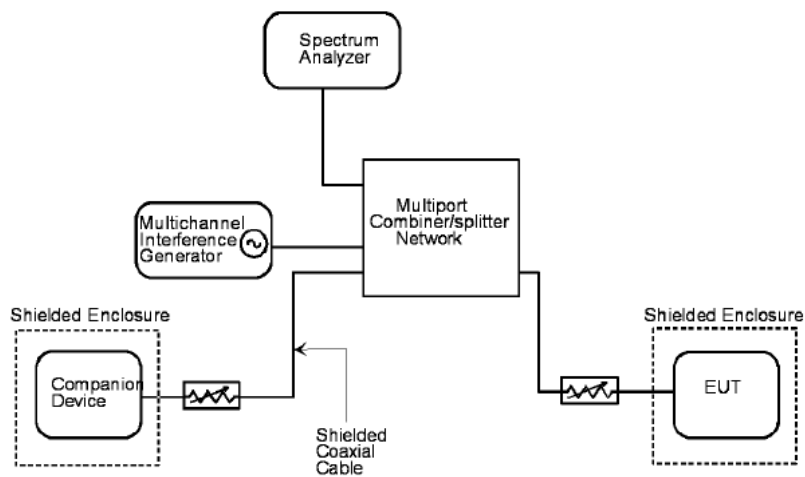 Spectrum
Analyzer
Multiport
Combiner/splitter
Network
Multichannel
Interference
Generator
Shielded Enclosure
Shielded Enclosure
Companion
Device
EUT
Shielded
Coaxial
Cable